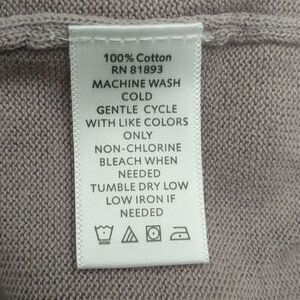 100% Cotton
RN 81893
MACHINE WASH
COLD
GENTLE CYCLE
WITH LIKE COLORS
ONLY
NON-CHLORINE
BLEACH WHEN
NEEDED
TUMBLE DRY LOW
LOW IRON IF
NEEDED